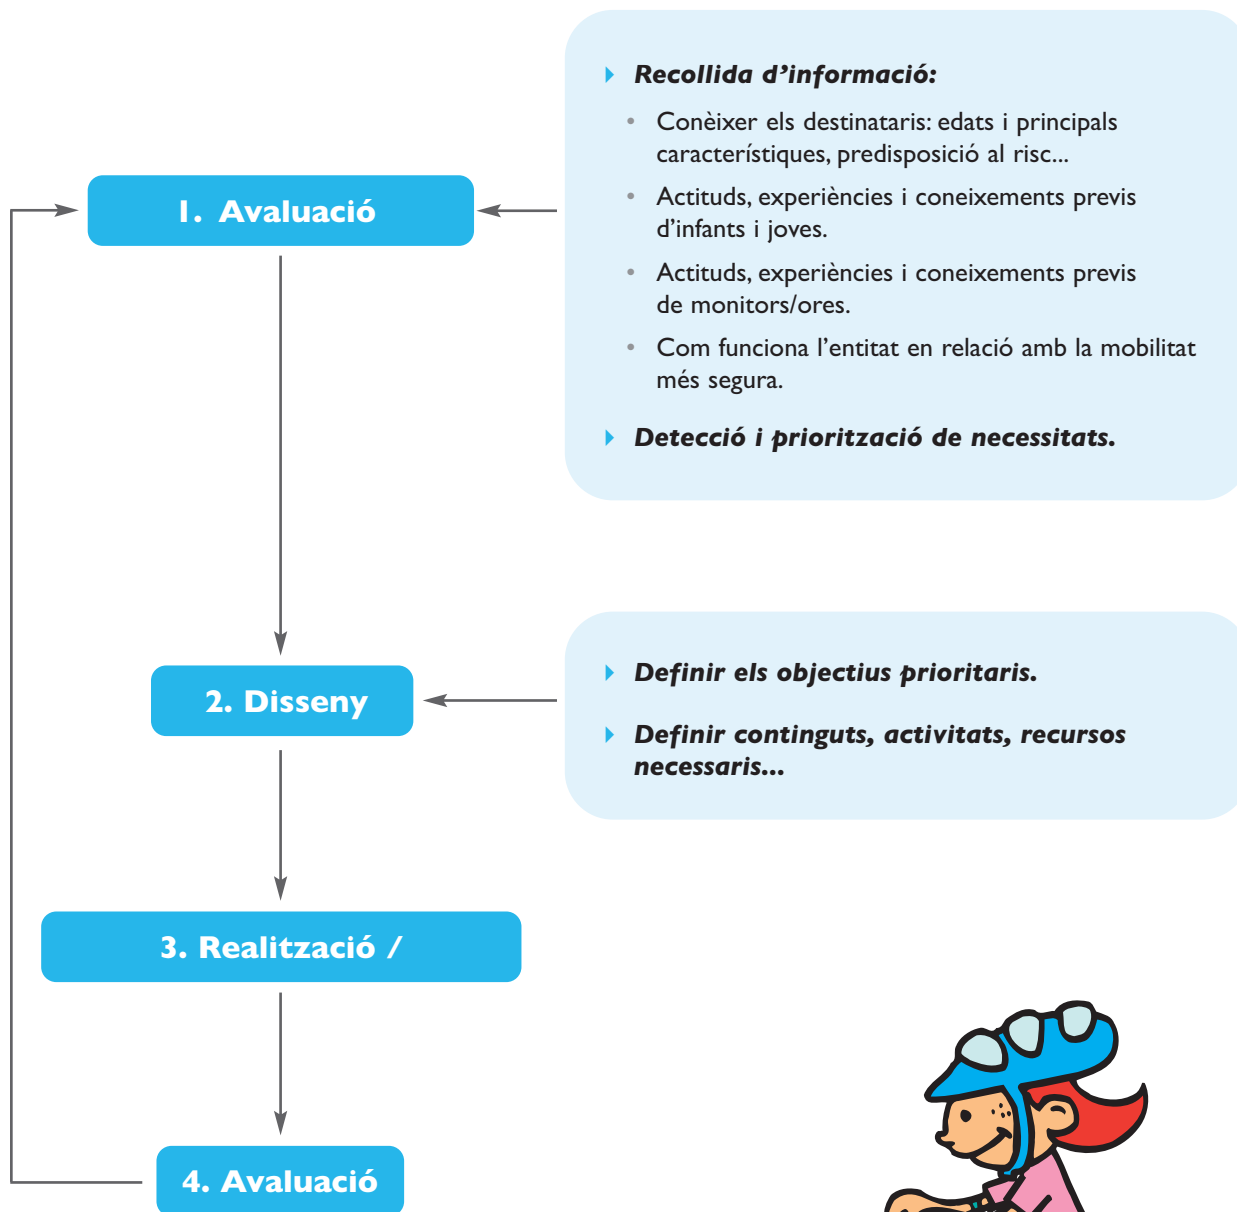 Recollida d'informació:
• Conèixer els destinataris: edats i principals
característiques, predisposició al risc...
1. Avaluació
• Actituds, experiències i coneixements previs
d'infants i joves.
• Actituds, experiències i coneixements previs
de monitors/ores.
• Com funciona l'entitat en relació amb la mobilitat
més segura.
Detecció i priorització de necessitats.
Definir els objectius prioritaris.
2. Disseny
Definir continguts, activitats, recursos
necessaris...
3. Realització /
4. Avaluació